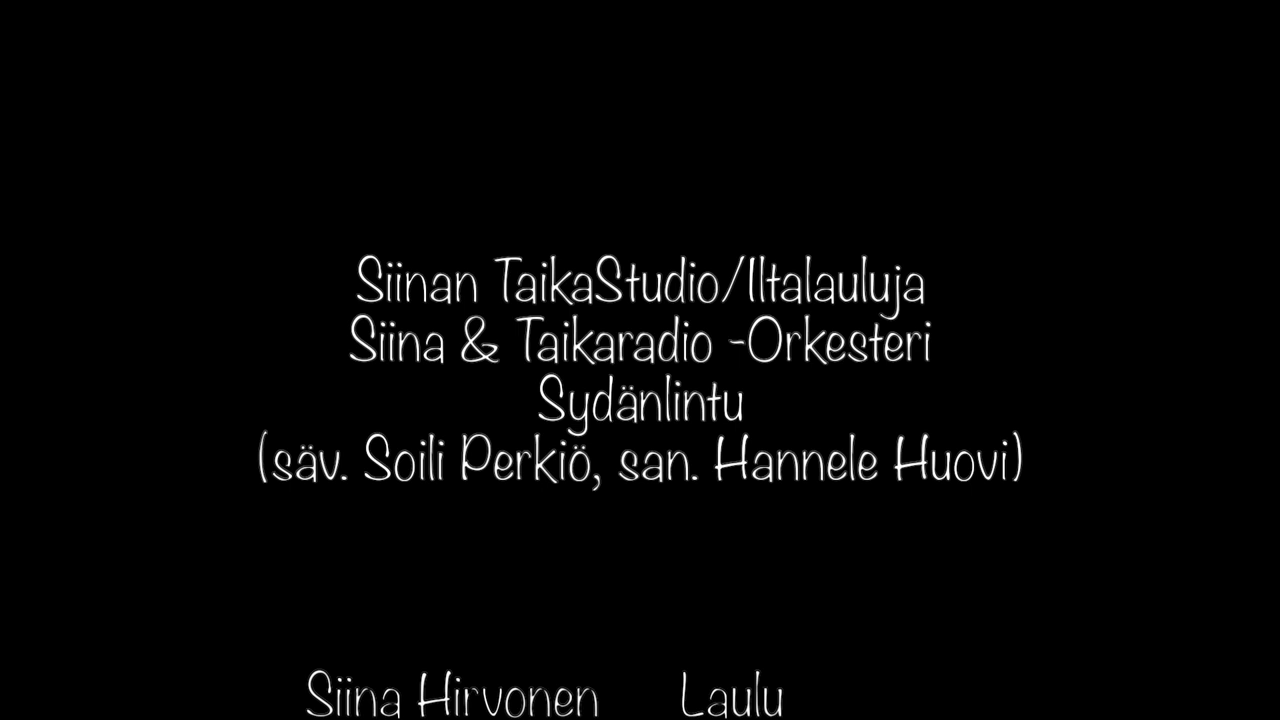 Siinan TaikaStudio/Iltalauluja
Siina & Taikaradio -Orkesteri
Sydänlintu
(säv. Soili Perkiö, san. Hannele Huovi)
Siina Hirvonen Laulu